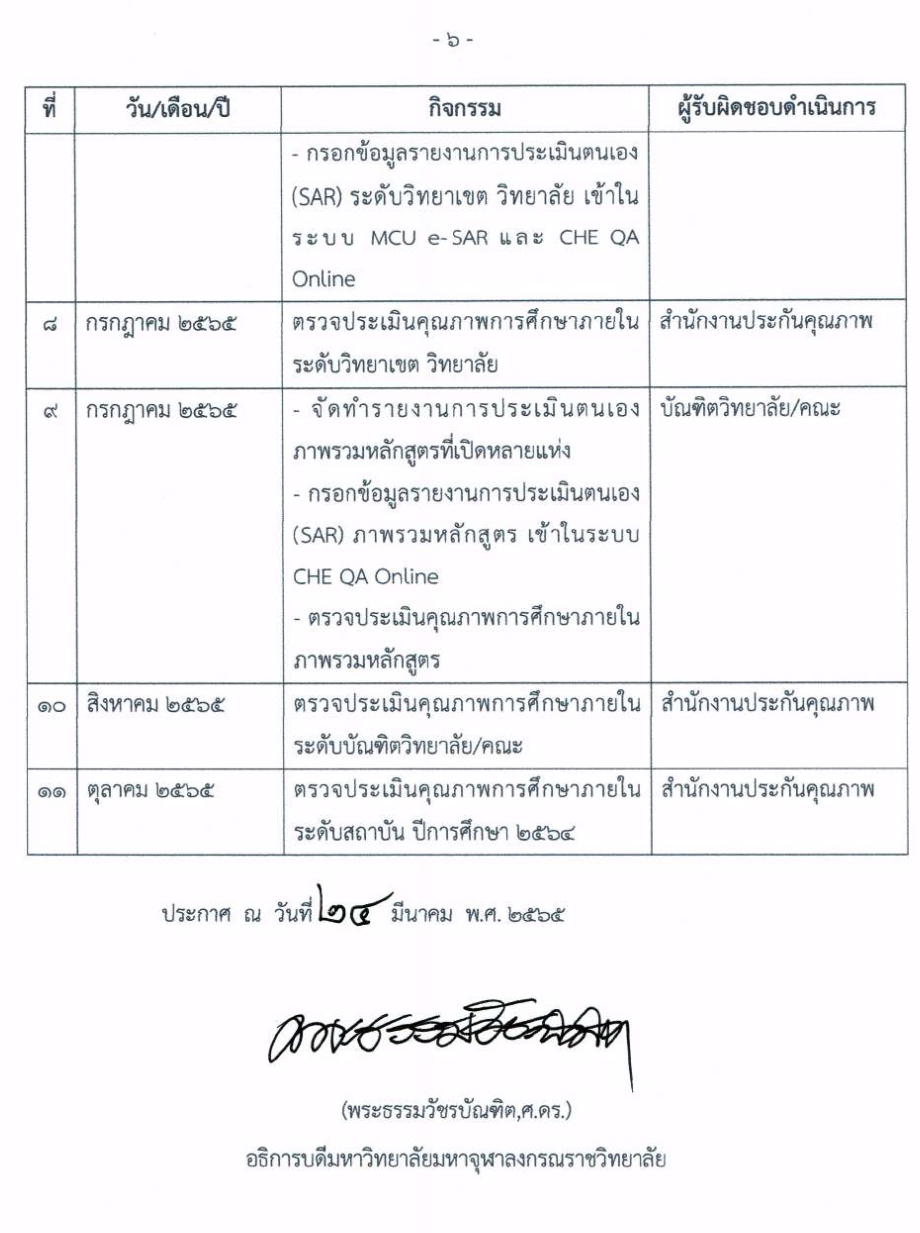 - ๖ -
ที่ วัน/เดือน/ปี กิจกรรม ผู้รับผิดชอบดำเนินการ
- กรอกข้อมูลรายงานการประเมินตนเอง
(SAR) ระดับวิทยาเขต วิทยาลัย เข้าใน
ระบบ MCU e-SAR และ CHE QA
Online
๘ กรกฎาคม ๒๕๖๕ ตรวจประเมินคุณภาพการศึกษาภายใน สำนักงานประกันคุณภาพ
ระดับวิทยาเขต วิทยาลัย
๙ กรกฎาคม ๒๕๖๕ - จัดทำรายงานการประเมินตนเอง บัณฑิตวิทยาลัย/คณะ
ภาพรวมหลักสูตรที่เปิดหลายแห่ง
- กรอกข้อมูลรายงานการประเมินตนเอง
(SAR) ภาพรวมหลักสูตร เข้าในระบบ
CHE QA Online
- ตรวจประเมินคุณภาพการศึกษาภายใน
ภาพรวมหลักสูตร
๑๐ สิงหาคม ๒๕๖๕ ตรวจประเมินคุณภาพการศึกษาภายใน สำนักงานประกันคุณภาพ
ระดับบัณฑิตวิทยาลัย/คณะ
๑๑ ตุลาคม ๒๕๖๕ ตรวจประเมินคุณภาพการศึกษาภายใน สำนักงานประกันคุณภาพ
ระดับสถาบัน ปีการศึกษา ๒๕๖๔
ประกาศ ณ วันที่ ๒๔ มีนาคม พ.ศ. ๒๕๖๕
(พระธรรมวัชรบัณฑิต,ศ.ดร.)
อธิการบดีมหาวิทยาลัยมหาจุฬาลงกรณราชวิทยาลัย